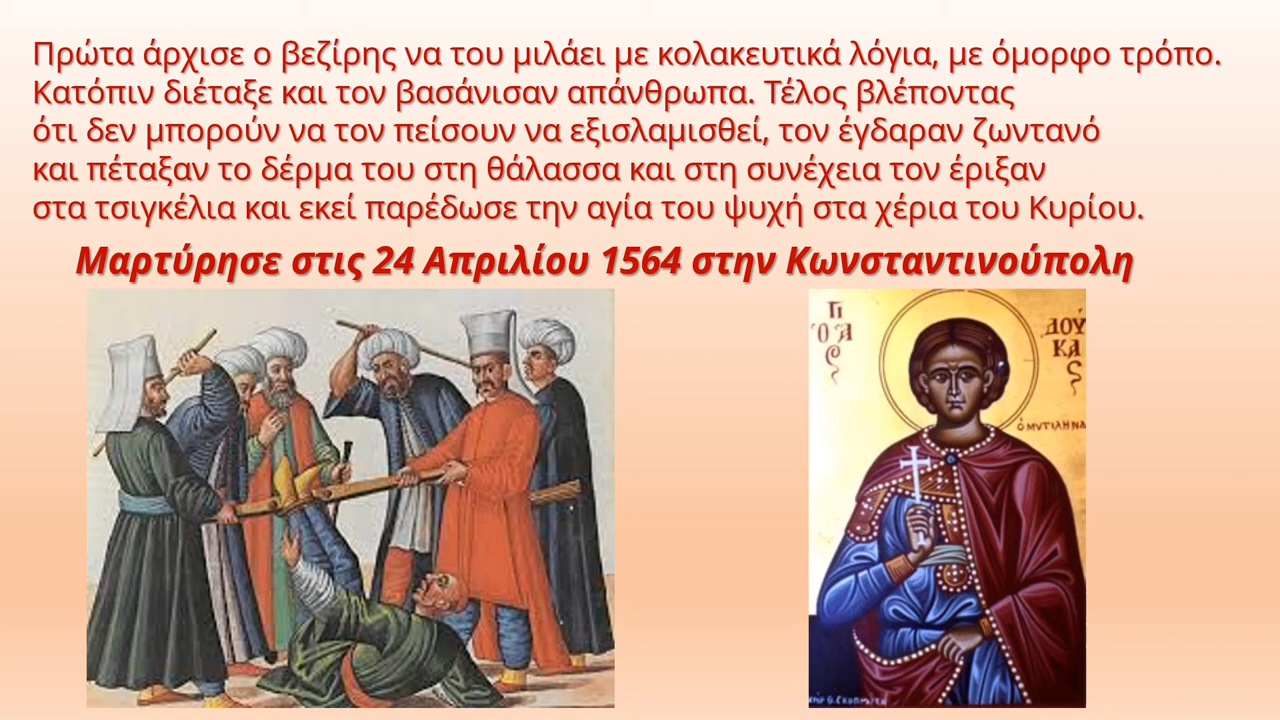 Πρώτα άρχισε ο βεζίρης να του μιλάει με κολακευτικά λόγια, με όμορφο τρόπο.
Κατόπιν διέταξε και τον βασάνισαν απάνθρωπα. Τέλος βλέποντας
ότι δεν μπορούν να τον πείσουν να εξισλαμισθεί, τον έγδαραν ζωντανό
και πέταξαν το δέρμα του στη θάλασσα και στη συνέχεια τον έριξαν
στα τσιγκέλια και εκεί παρέδωσε την αγία του ψυχή στα χέρια του Κυρίου.
Μαρτύρησε στις 24 Απριλίου 1564 στην Κωνσταντινούπολη
ΔΟΥ
ΚΑ
ς
Ο ΜΥΤΙΛΗΝΑ